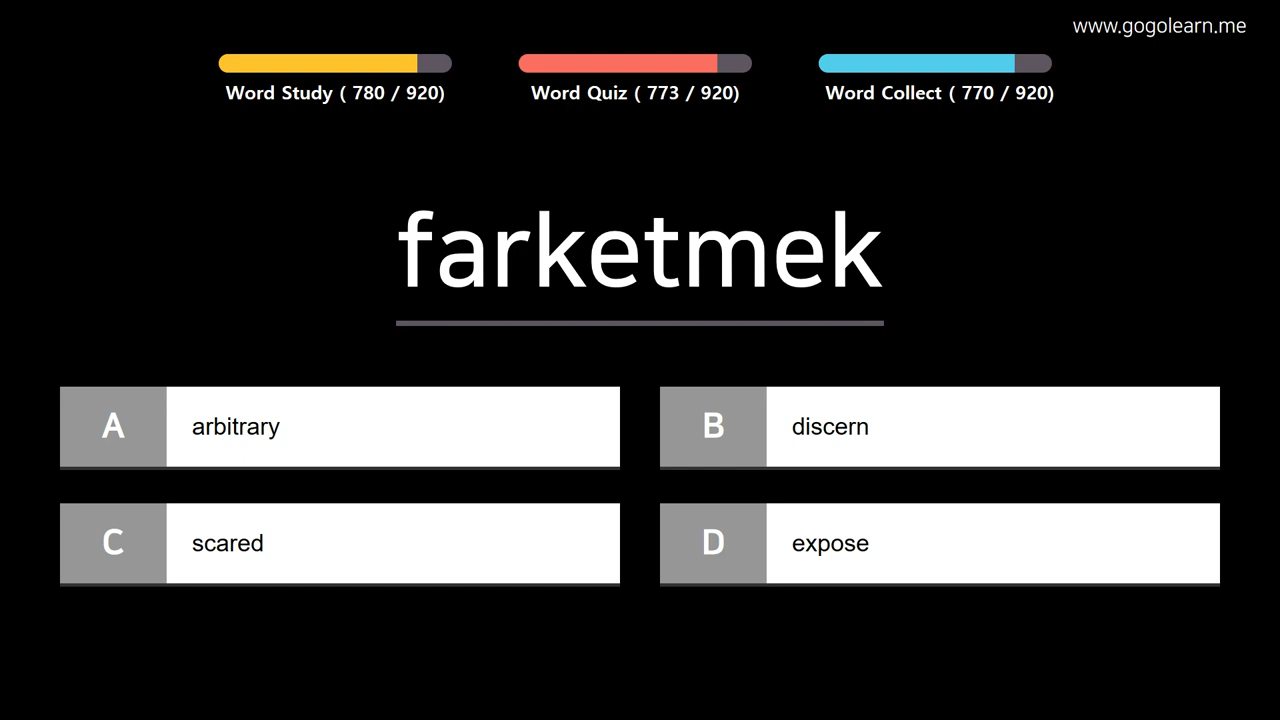 www.gogolearn.me
Word Study ( 780 / 920)
Word Quiz ( 773 / 920)
Word Collect ( 770 / 920)
farketmek
A arbitrary
B discern
C scared
D expose